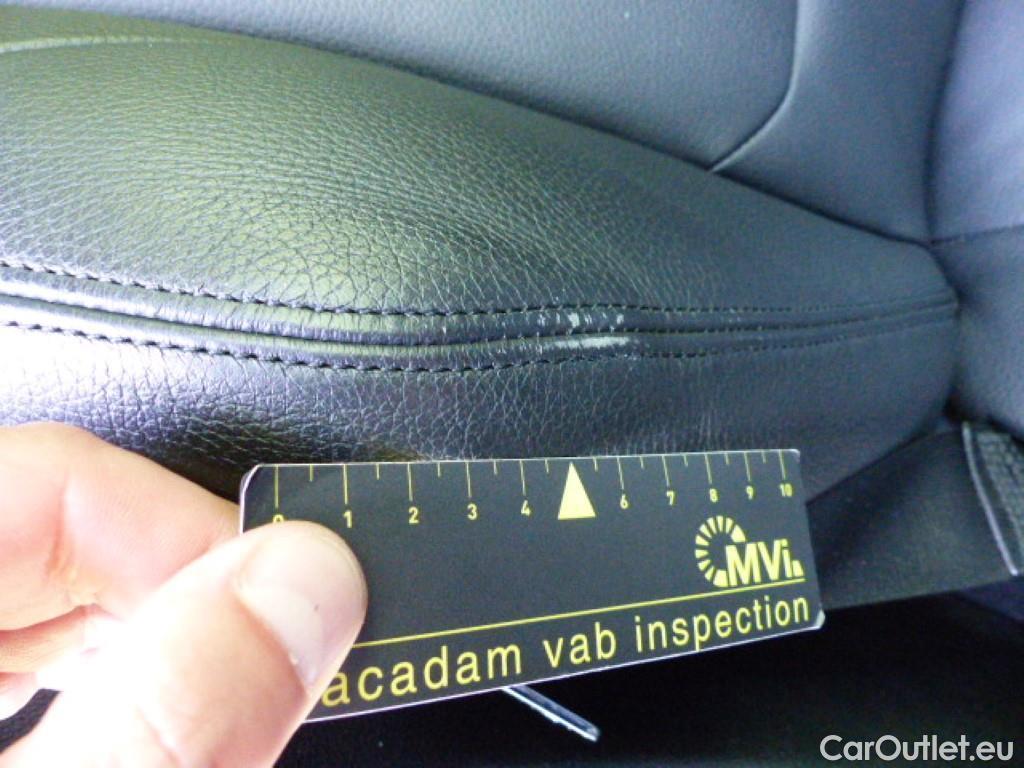 0 1 2 3 4 6 7 8 9 10
MVi.
acadam vab inspection
CarOutlet.eu